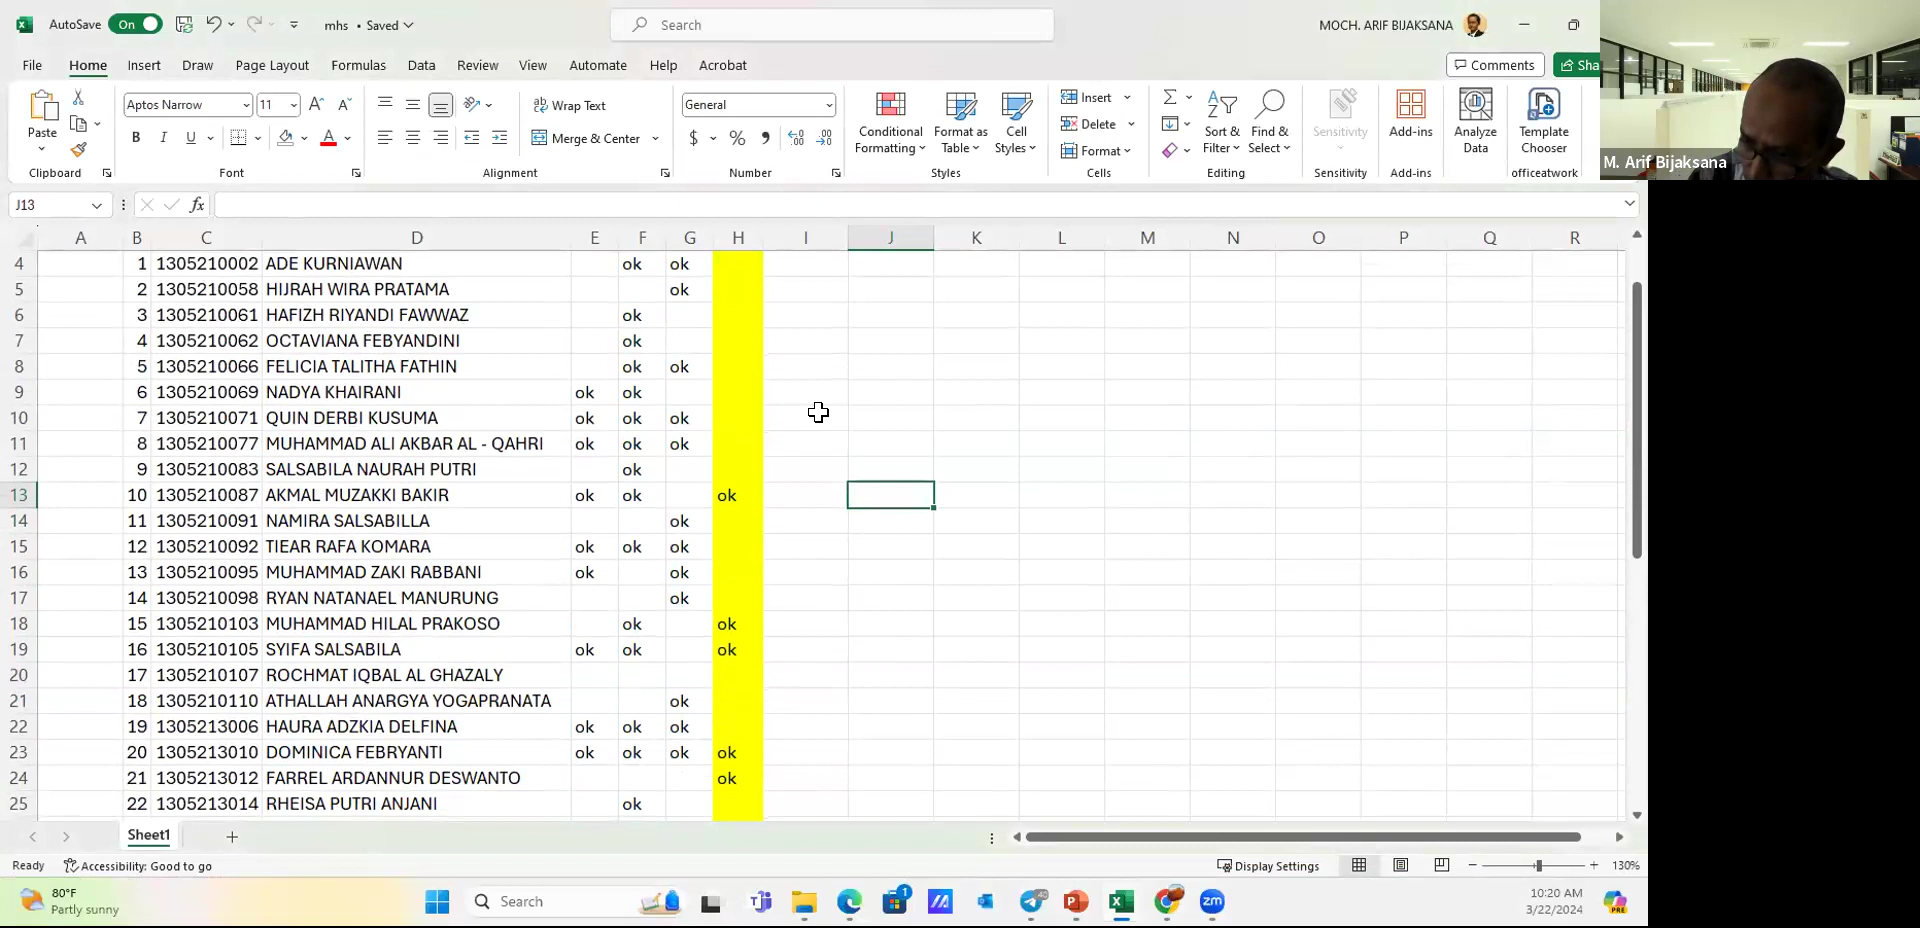 AutoSave On mhs • Saved Search MOCH. ARIF BIJAKSANA
File Home Insert Draw Page Layout Formulas Data Review View Automate Help Acrobat Comments Sha
Paste Aptos Narrow 11 Wrap Text General Conditional Formatting Format as Table Cell Styles Insert Sort & Filter Find & Select Sensitivity Add-ins Analyze Data Template Chooser
B I U Merge & Center $ % , Delete
Format
Clipboard Font Alignment Number Styles Cells Editing Sensitivity Add-ins officeatwork
M. Arif Bijaksana
J13 fx
A B C D E F G H I J K L M N O P Q R
4 1 1305210002 ADE KURNIAWAN ok ok
5 2 1305210058 HIJRAH WIRA PRATAMA ok
6 3 1305210061 HAFIZH RIYANDI FAWWAZ ok
7 4 1305210062 OCTAVIANA FEBYANDINI ok
8 5 1305210066 FELICIA TALITHA FATHIN ok ok
9 6 1305210069 NADYA KHAIRANI ok ok
10 7 1305210071 QUIN DERBI KUSUMA ok ok ok
11 8 1305210077 MUHAMMAD ALI AKBAR AL - QAHRI ok ok ok
12 9 1305210083 SALSABILA NAURAH PUTRI ok
13 10 1305210087 AKMAL MUZAKKI BAKIR ok ok ok
14 11 1305210091 NAMIRA SALSABILLA ok
15 12 1305210092 TIEAR RAFA KOMARA ok ok ok
16 13 1305210095 MUHAMMAD ZAKI RABBANI ok ok
17 14 1305210098 RYAN NATANAEL MANURUNG ok
18 15 1305210103 MUHAMMAD HILAL PRAKOSO ok ok
19 16 1305210105 SYIFA SALSABILA ok ok ok
20 17 1305210107 ROCHMAT IQBAL AL GHAZALY
21 18 1305210110 ATHALLAH ANARGYA YOGAPRANATA ok
22 19 1305213006 HAURA ADZKIA DELFINA ok ok ok
23 20 1305213010 DOMINICA FEBRYANTI ok ok ok ok
24 21 1305213012 FARREL ARDANNUR DESWANTO ok
25 22 1305213014 RHEISA PUTRI ANJANI ok
Sheet1
Ready Accessibility: Good to go Display Settings 130%
80°F
Partly sunny
Search
1
zm
10:20 AM
3/22/2024
PRE